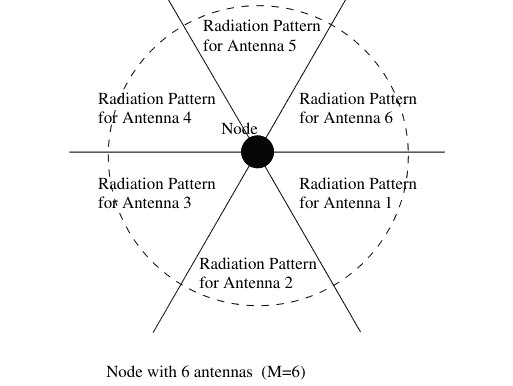 Radiation Pattern
for Antenna 5
Radiation Pattern
for Antenna 4
Radiation Pattern
for Antenna 6
Node
Radiation Pattern
for Antenna 3
Radiation Pattern
for Antenna 1
Radiation Pattern
for Antenna 2
Node with 6 antennas (M=6)